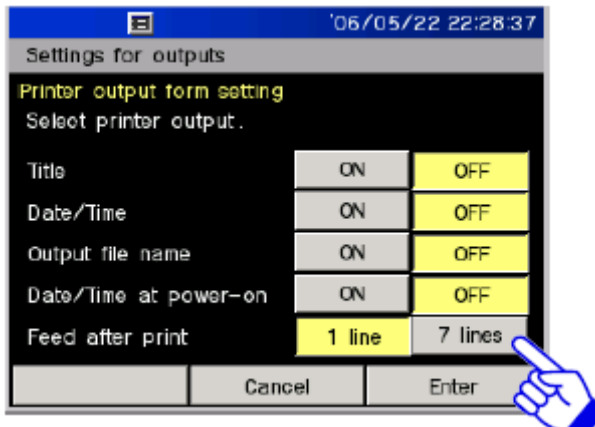 '06/05/22 22:28:37
Settings for outputs
Printer output form setting
Select printer output.
Title ON OFF
Date/Time ON OFF
Output file name ON OFF
Date/Time at power-on ON OFF
Feed after print 1 line 7 lines
Cancel Enter